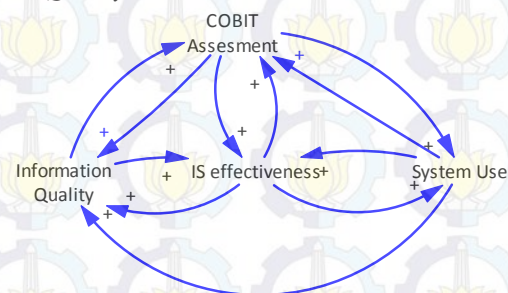 COBIT
Assesment
+
+
+
+
+
Information
Quality
+
IS effectiveness+
System Use
+
+
+
+